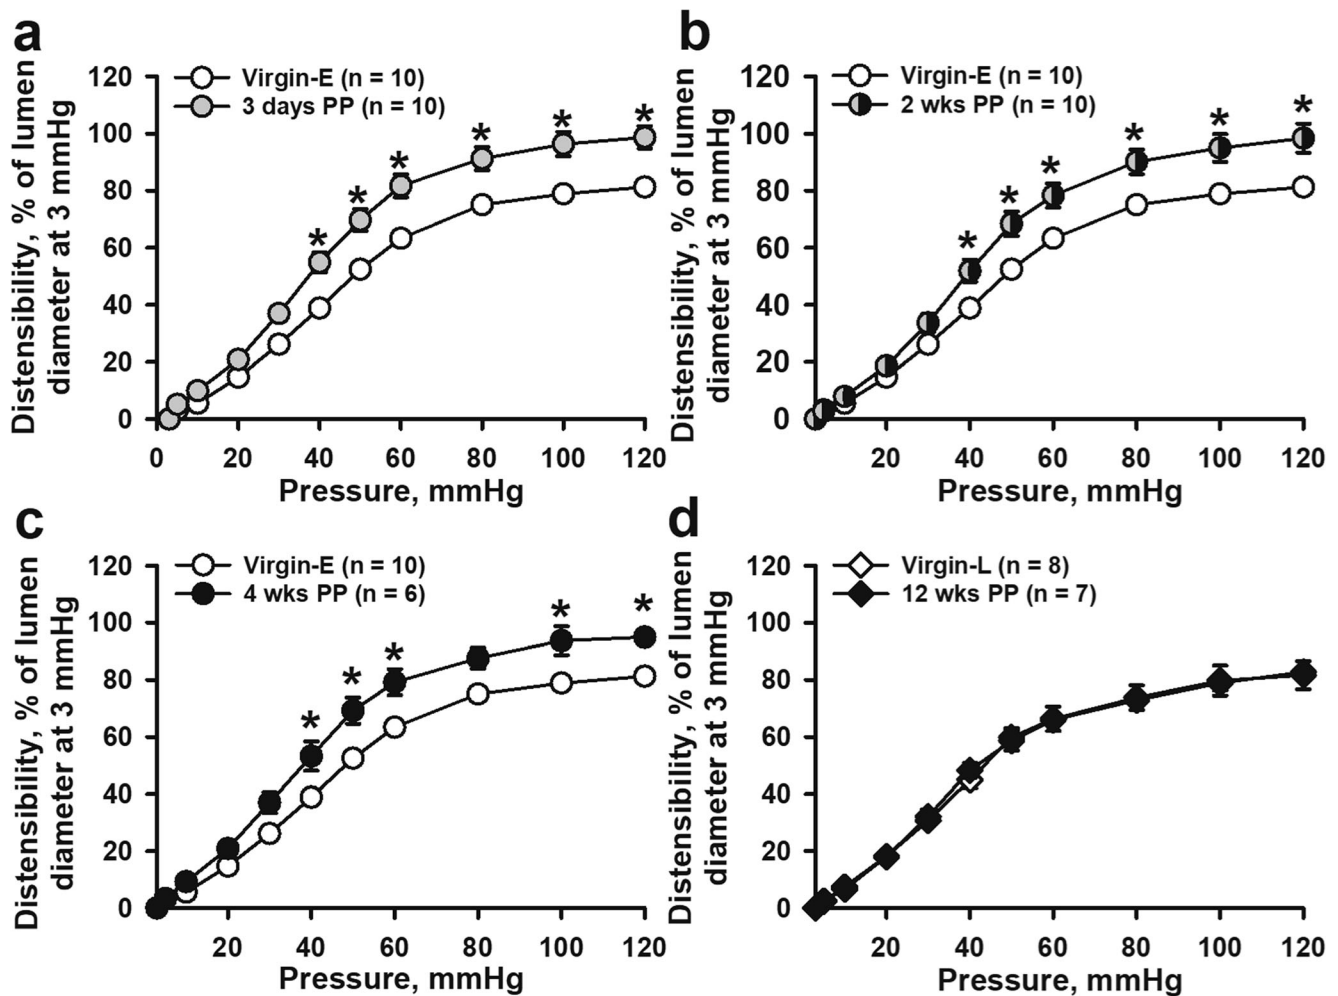 a
Distensibility, % of lumen
diameter at 3 mmHg
120
100
80
60
40
20
0
Virgin-E (n = 10)
3 days PP (n = 10)
* * * * * *
0 20 40 60 80 100 120
Pressure, mmHg
b
Distensibility, % of lumen
diameter at 3 mmHg
120
100
80
60
40
20
0
Virgin-E (n = 10)
2 wks PP (n = 10)
* * * * * *
20 40 60 80 100 120
Pressure, mmHg
c
Distensibility, % of lumen
diameter at 3 mmHg
120
100
80
60
40
20
0
Virgin-E (n = 10)
4 wks PP (n = 6)
* * * * *
20 40 60 80 100 120
Pressure, mmHg
d
Distensibility, % of lumen
diameter at 3 mmHg
120
100
80
60
40
20
0
Virgin-L (n = 8)
12 wks PP (n = 7)
20 40 60 80 100 120
Pressure, mmHg